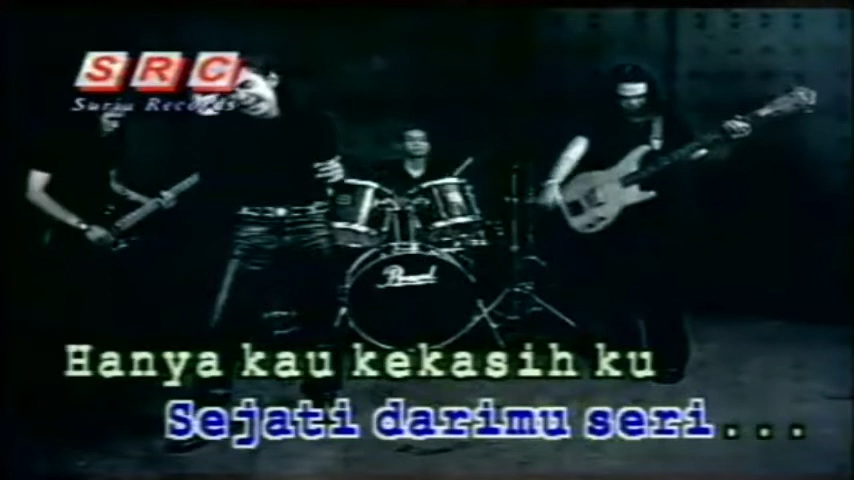 SRC
Suria Records
Pearl
Hanya kau kekasih ku
Sejati darimu seri...